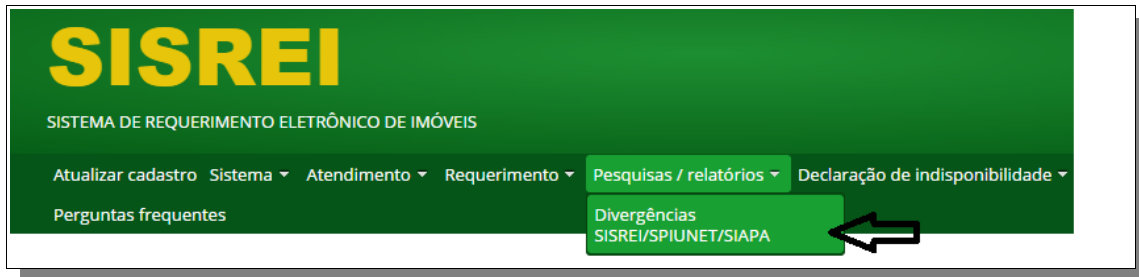 SISREI
SISTEMA DE REQUERIMENTO ELETRÔNICO DE IMÓVEIS
Atualizar cadastro Sistema Atendimento Requerimento Pesquisas / relatórios Declaração de indisponibilidade
Perguntas frequentes
Divergências
SISREI/SPIUNET/SIAPA